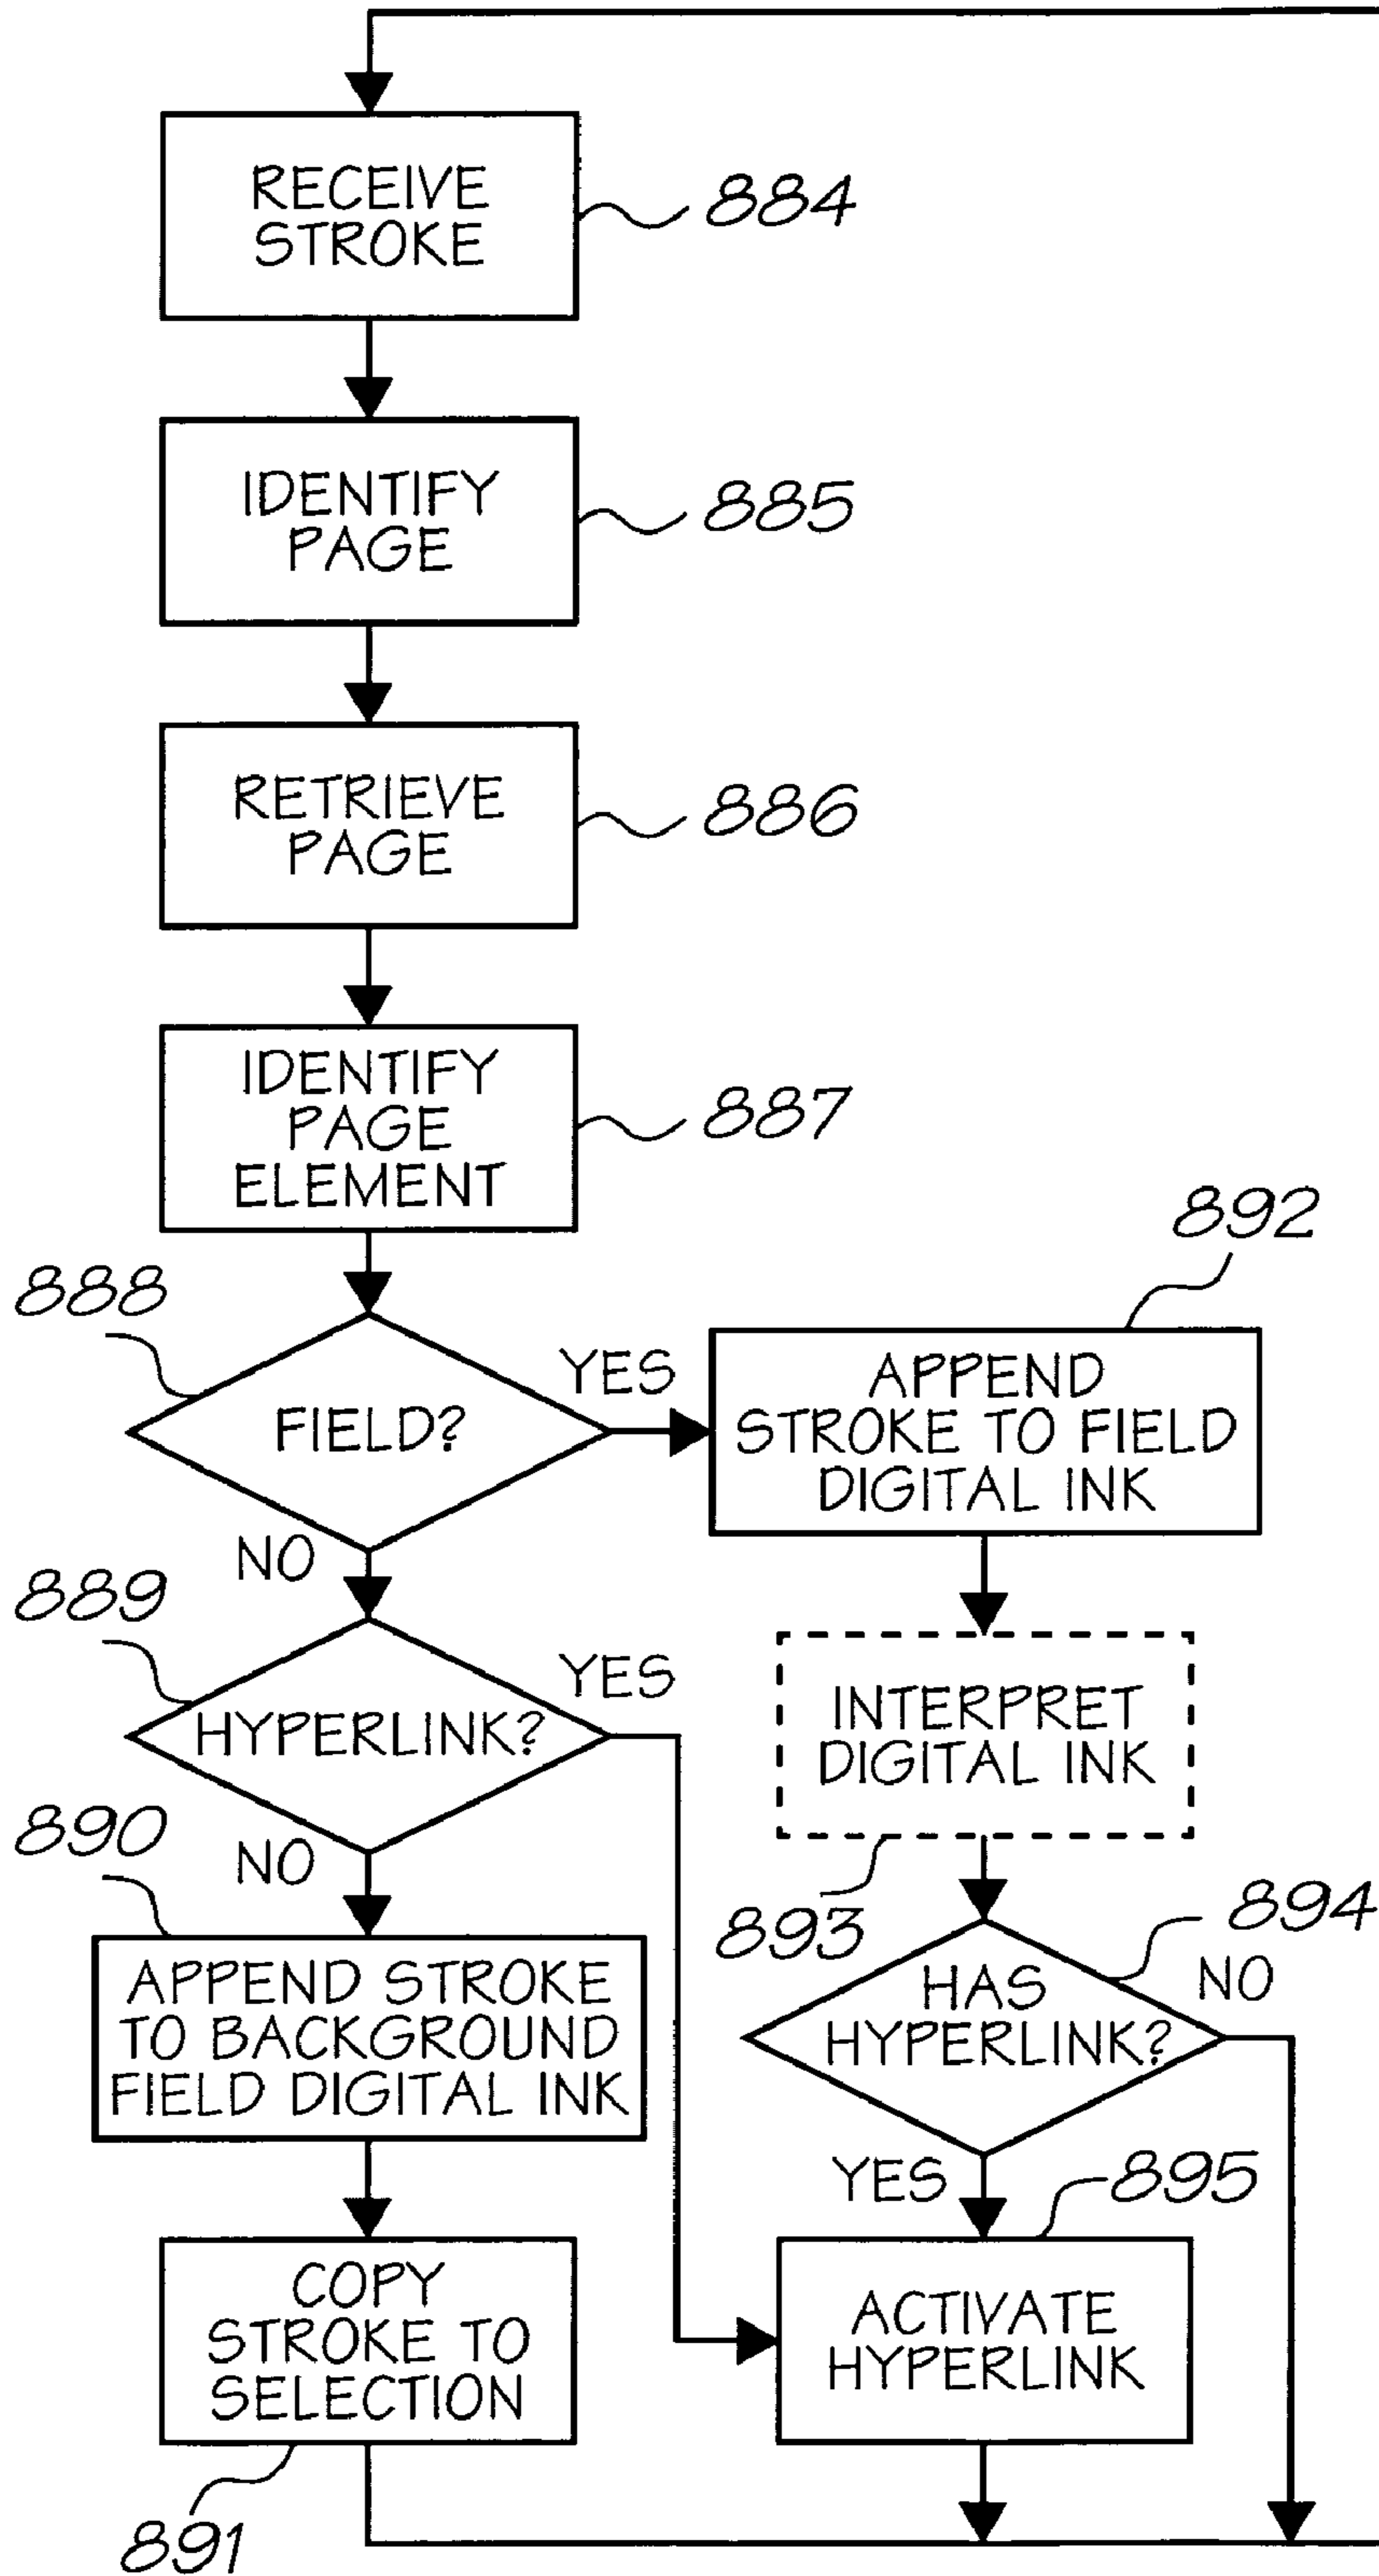 RECEIVE
STROKE
884
IDENTIFY
PAGE
885
RETRIEVE
PAGE
886
IDENTIFY
PAGE
ELEMENT
887
888
FIELD?
YES
NO
892
APPEND
STROKE TO FIELD
DIGITAL INK
889
HYPERLINK?
YES
NO
INTERPRET
DIGITAL INK
893
890
APPEND STROKE
TO BACKGROUND
FIELD DIGITAL INK
894
HAS
HYPERLINK?
NO
YES
895
COPY
STROKE TO
SELECTION
891
ACTIVATE
HYPERLINK